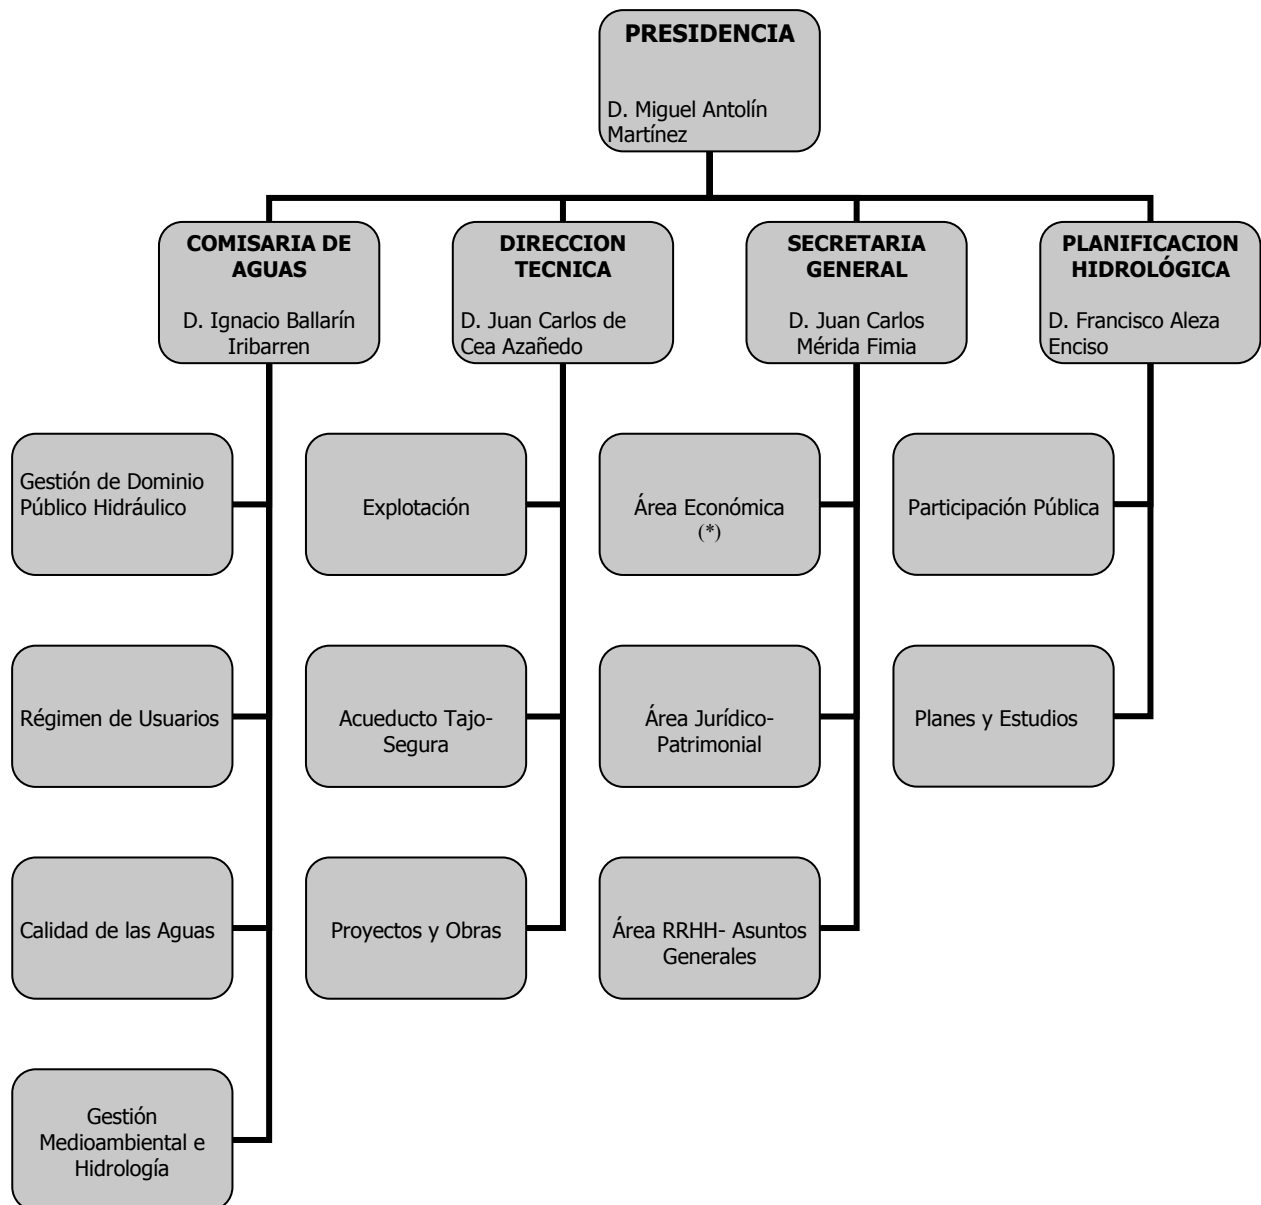 PRESIDENCIA
D. Miguel Antolín
Martínez
COMISARIA DE
AGUAS
D. Ignacio Ballarín
Iribarren
DIRECCION
TECNICA
D. Juan Carlos de
Cea Azañedo
SECRETARIA
GENERAL
D. Juan Carlos
Mérida Fimia
PLANIFICACION
HIDROLÓGICA
D. Francisco Aleza
Enciso
Gestión de Dominio
Público Hidráulico
Explotación
Área Económica
(*)
Participación Pública
Régimen de Usuarios
Acueducto Tajo-
Segura
Área Jurídico-
Patrimonial
Planes y Estudios
Calidad de las Aguas
Proyectos y Obras
Área RRHH- Asuntos
Generales
Gestión
Medioambiental e
Hidrología